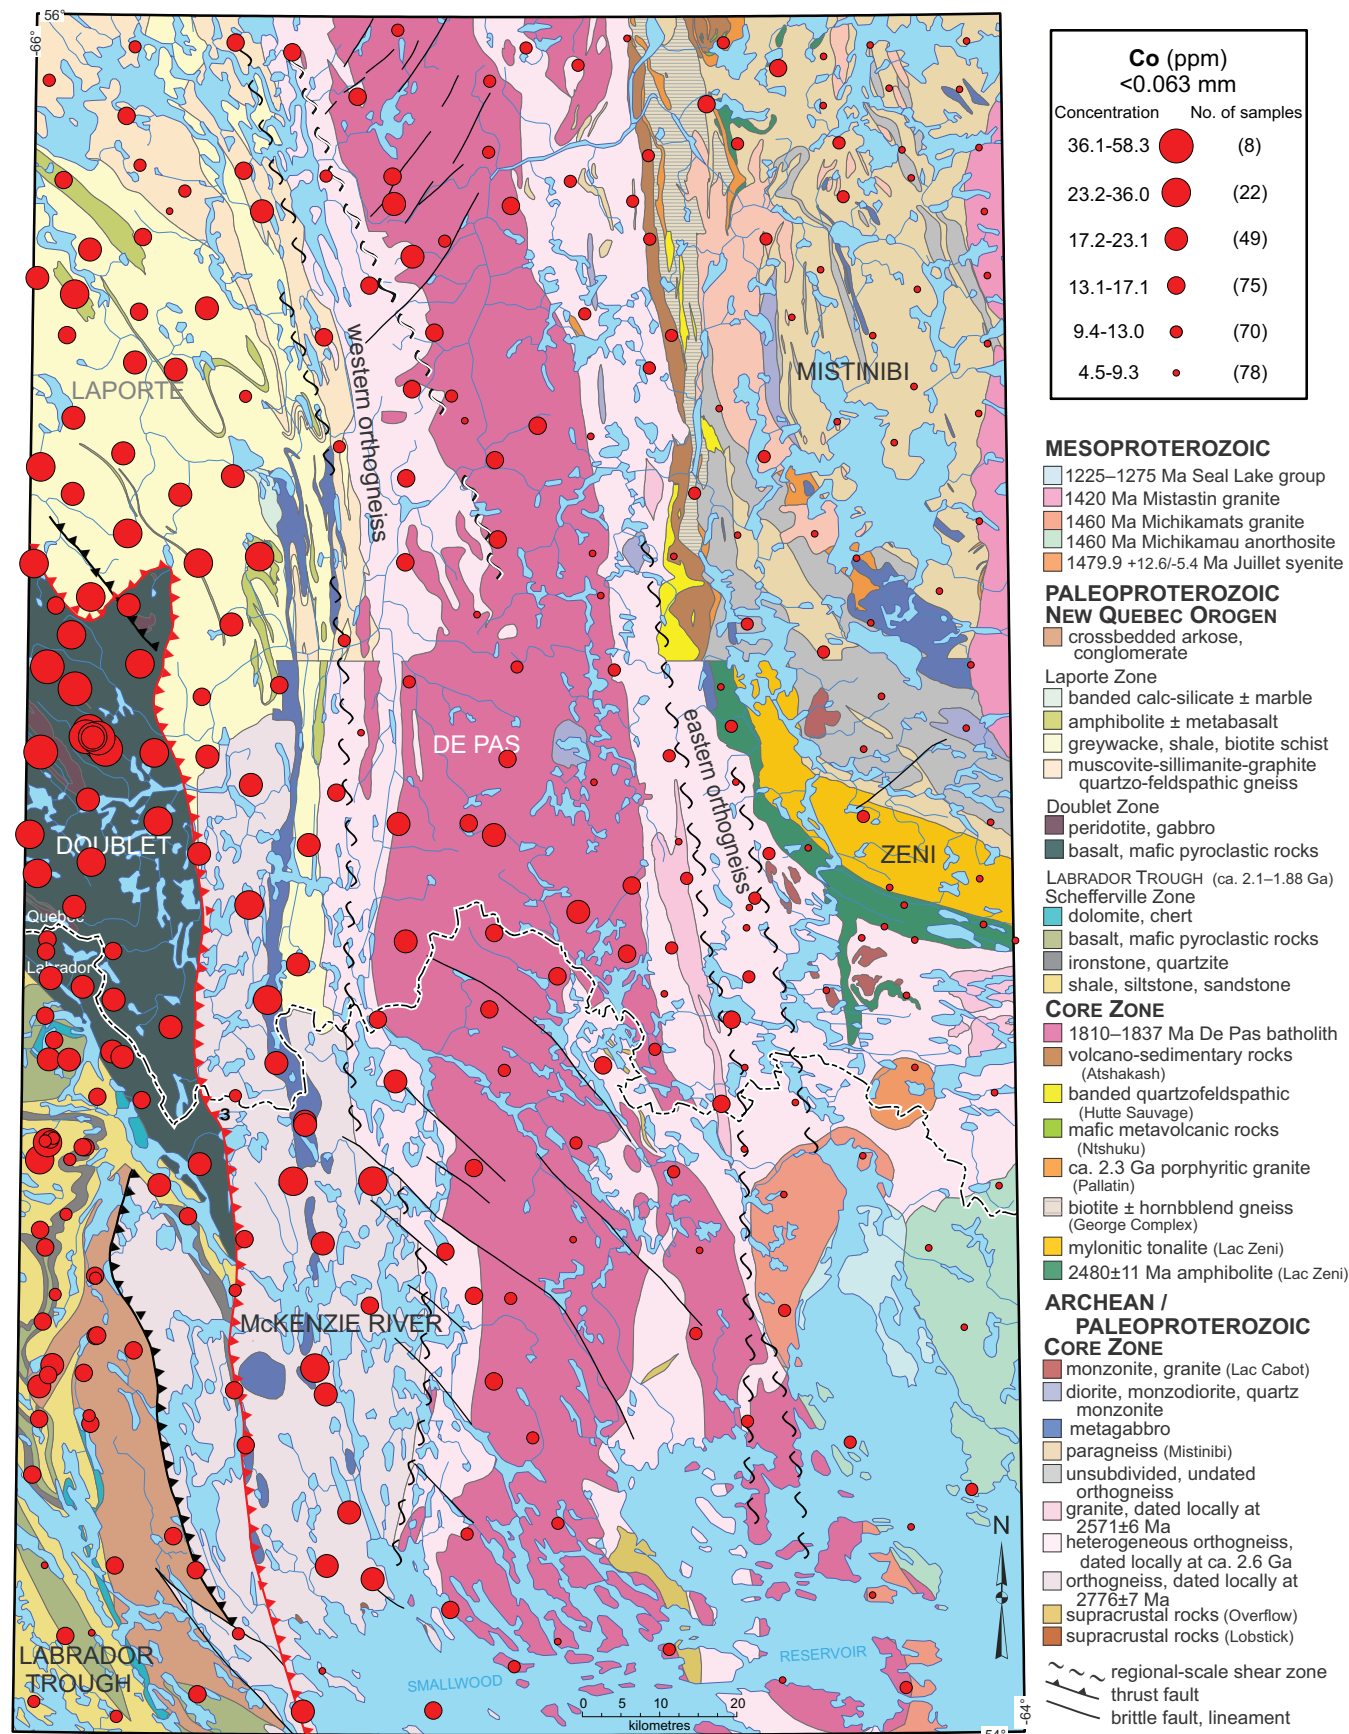 56°
-66°
LAPORTE
western orthogneiss
MISTINIBI
DE PAS
eastern orthogneiss
ZENI
DOUBLET
Quebec
Labrador
3
McKENZIE RIVER
LABRADOR
TROUGH
SMALLWOOD
RESERVOIR
0 5 10 20
kilometres
N
-64°
54°
Co (ppm)
<0.063 mm
Concentration No. of samples
36.1-58.3 (8)
23.2-36.0 (22)
17.2-23.1 (49)
13.1-17.1 (75)
9.4-13.0 (70)
4.5-9.3 (78)
MESOPROTEROZOIC
1225–1275 Ma Seal Lake group
1420 Ma Mistastin granite
1460 Ma Michikamats granite
1460 Ma Michikamau anorthosite
1479.9 +12.6/-5.4 Ma Juillet syenite
PALEOPROTEROZOIC
NEW QUEBEC OROGEN
crossbedded arkose,
conglomerate
Laporte Zone
banded calc-silicate ± marble
amphibolite ± metabasalt
greywacke, shale, biotite schist
muscovite-sillimanite-graphite
quartzo-feldspathic gneiss
Doublet Zone
peridotite, gabbro
basalt, mafic pyroclastic rocks
LABRADOR TROUGH (ca. 2.1–1.88 Ga)
Schefferville Zone
dolomite, chert
basalt, mafic pyroclastic rocks
ironstone, quartzite
shale, siltstone, sandstone
CORE ZONE
1810–1837 Ma De Pas batholith
volcano-sedimentary rocks
(Atshakash)
banded quartzofeldspathic
(Hutte Sauvage)
mafic metavolcanic rocks
(Ntshuku)
ca. 2.3 Ga porphyritic granite
(Pallatin)
biotite ± hornbblend gneiss
(George Complex)
mylonitic tonalite (Lac Zeni)
2480±11 Ma amphibolite (Lac Zeni)
ARCHEAN /
PALEOPROTEROZOIC
CORE ZONE
monzonite, granite (Lac Cabot)
diorite, monzodiorite, quartz
monzonite
metagabbro
paragneiss (Mistinibi)
unsubdivided, undated
orthogneiss
granite, dated locally at
2571±6 Ma
heterogeneous orthogneiss,
dated locally at ca. 2.6 Ga
orthogneiss, dated locally at
2776±7 Ma
supracrustal rocks (Overflow)
supracrustal rocks (Lobstick)
regional-scale shear zone
thrust fault
brittle fault, lineament